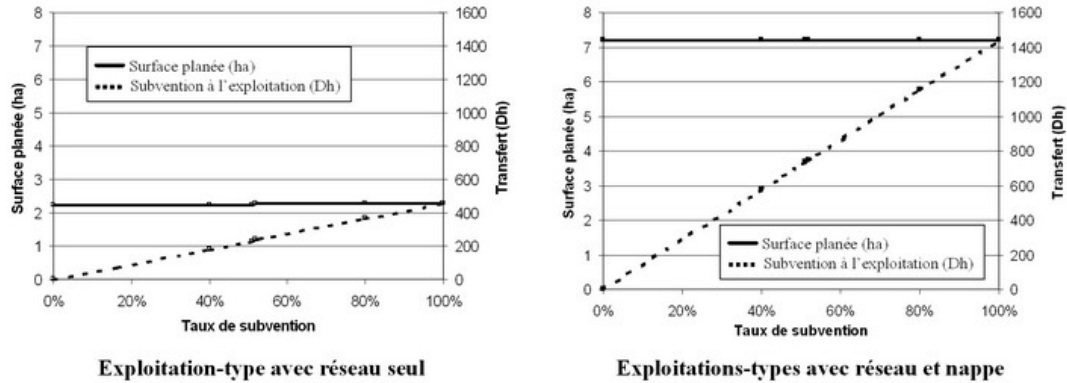 8
7
6
5
4
3
2
1
0
Surface planée (ha)
Surface planée (ha)
Subvention à l'exploitation (Dh)
1600
1400
1200
1000
800
600
400
200
0
Transfert (Dh)
0% 20% 40% 60% 80% 100%
Taux de subvention
Exploitation-type avec réseau seul
8
7
6
5
4
3
2
1
0
Surface planée (ha)
Surface planée (ha)
Subvention à l'exploitation (Dh)
1600
1400
1200
1000
800
600
400
200
0
Transfert (Dh)
0% 20% 40% 60% 80% 100%
Taux de subvention
Exploitations-types avec réseau et nappe